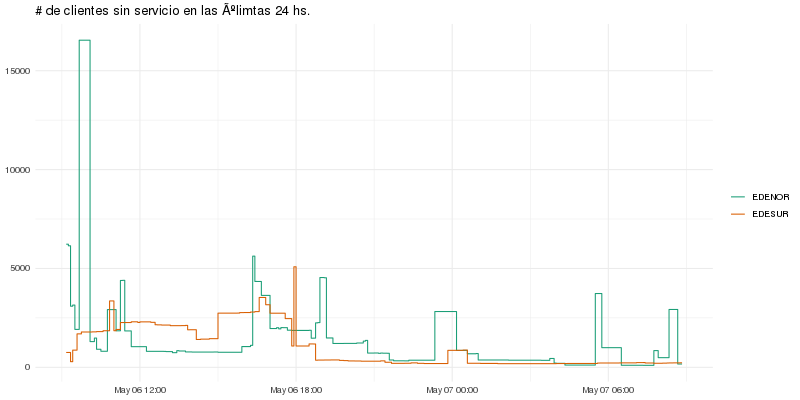 # de clientes sin servicio en las Ãºlimtas 24 hs.
15000
10000
5000
0
May 06 12:00
May 06 18:00
May 07 00:00
May 07 06:00
EDENOR
EDESUR